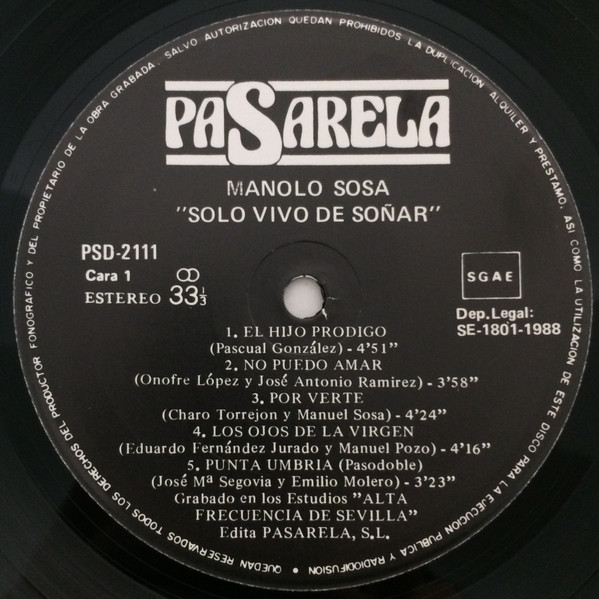 PASARELA
MANOLO SOSA
"SOLO VIVO DE SOÑAR"
PSD-2111
Cara 1
ESTEREO 33 1/3
SGAE
Dep. Legal:
SE-1801-1988
1. EL HIJO PRODIGO
(Pascual González) - 4'51"
2. NO PUEDO AMAR
(Onofre López y José Antonio Ramirez) - 3'58"
3. POR VERTE
(Charo Torrejon y Manuel Sosa) - 4'24"
4. LOS OJOS DE LA VIRGEN
(Eduardo Fernández Jurado y Manuel Pozo) - 4'16"
5. PUNTA UMBRIA (Pasodoble)
(José Mª Segovia y Emilio Molero) - 3'23"
Grabado en los Estudios "ALTA
FRECUENCIA DE SEVILLA"
Edita PASARELA, S.L.
QUEDAN RESERVADOS TODOS LOS DERECHOS DEL PRODUCTOR FONOGRAFICO Y DEL PROPIETARIO DE LA OBRA GRABADA. SALVO AUTORIZACION QUEDAN PROHIBIDOS, LA DUPLICACION, ALQUILER Y PRESTAMO, ASI COMO LA UTILIZACION DE ESTE DISCO PARA LA EJECUCION PUBLICA Y RADIODIFUSION •